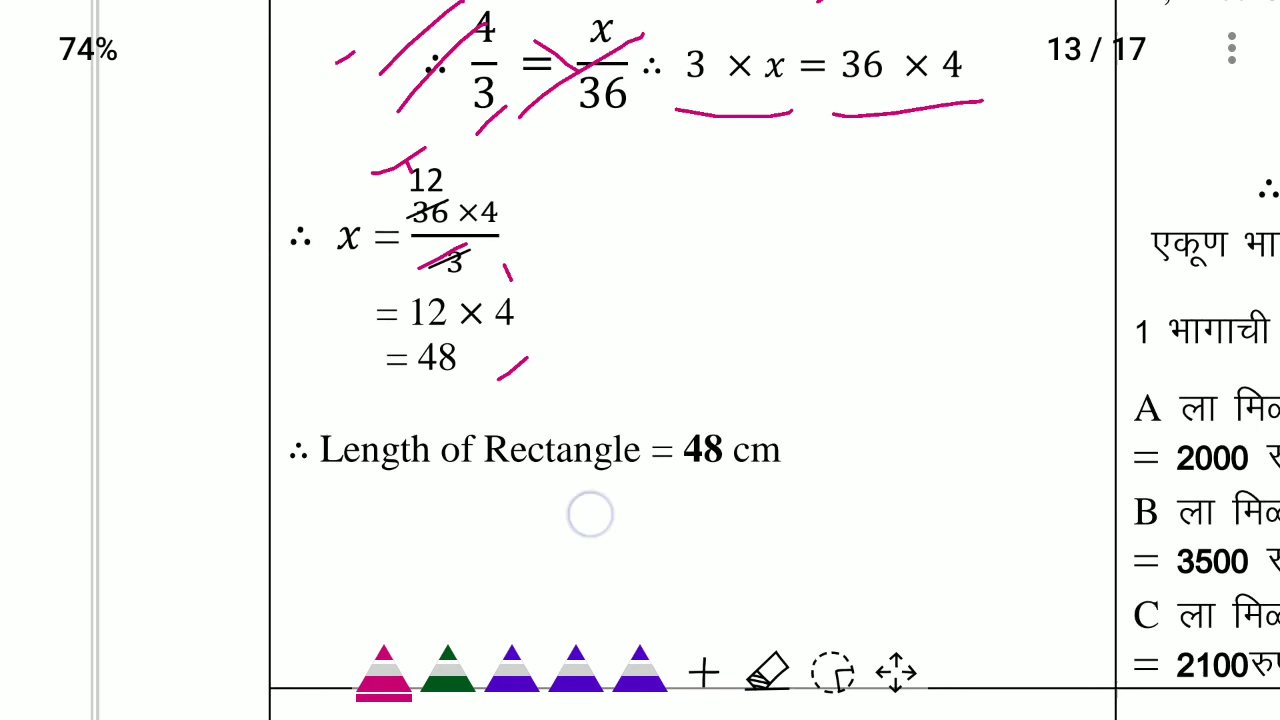 74%
13 / 17
∴ 4/3 = x/36 ∴ 3 × x = 36 × 4
12
∴ x = 36 × 4 / 3
= 12 × 4
= 48
∴ Length of Rectangle = 48 cm
∴
एकूण
1 भागाची
A ला
= 2000
B ला
= 3500
C ला
= 2100